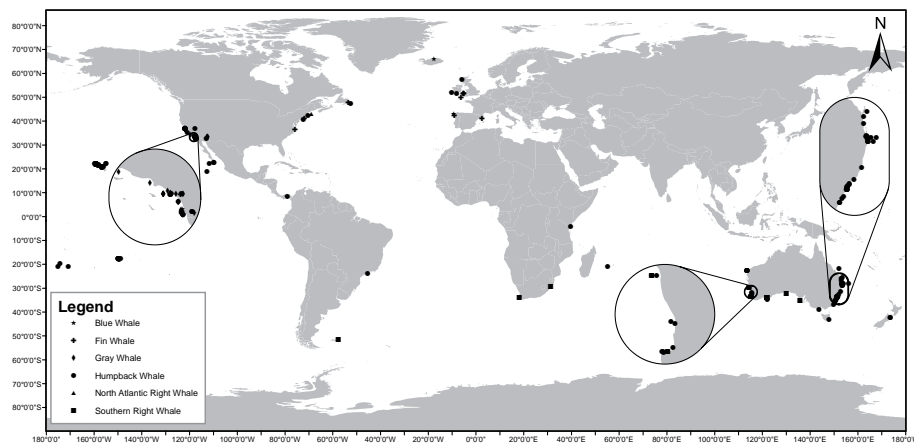 80°0'0"N
70°0'0"N
60°0'0"N
50°0'0"N
40°0'0"N
30°0'0"N
20°0'0"N
10°0'0"N
0°0'0"
10°0'0"S
20°0'0"S
30°0'0"S
40°0'0"S
50°0'0"S
60°0'0"S
70°0'0"S
80°0'0"S
N
Legend
Blue Whale
Fin Whale
Gray Whale
Humpback Whale
North Atlantic Right Whale
Southern Right Whale
180°0'0" 160°0'0"W 140°0'0"W 120°0'0"W 100°0'0"W 80°0'0"W 60°0'0"W 40°0'0"W 20°0'0"W 0°0'0" 20°0'0"E 40°0'0"E 60°0'0"E 80°0'0"E 100°0'0"E 120°0'0"E 140°0'0"E 160°0'0"E 180°0'0"